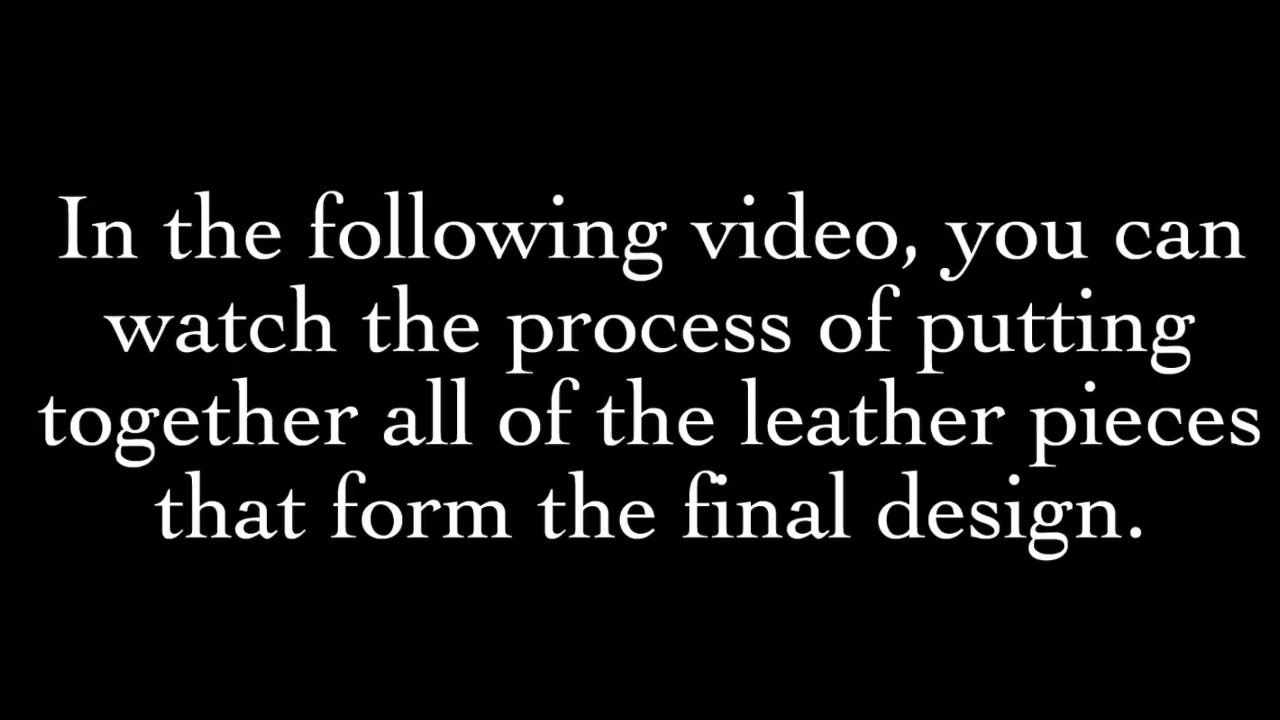 In the following video, you can
watch the process of putting
together all of the leather pieces
that form the final design.